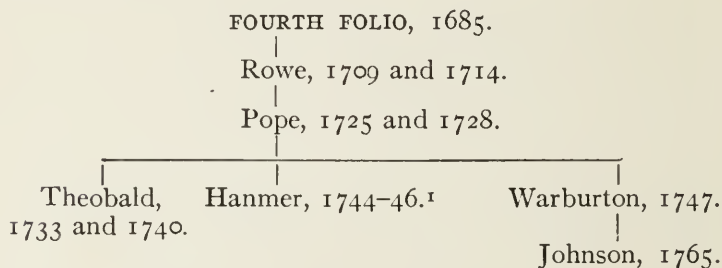 FOURTH FOLIO, 1685.
Rowe, 1709 and 1714.
Pope, 1725 and 1728.
Theobald, Hanmer, 1744–46.¹ Warburton, 1747.
1733 and 1740.
Johnson, 1765.